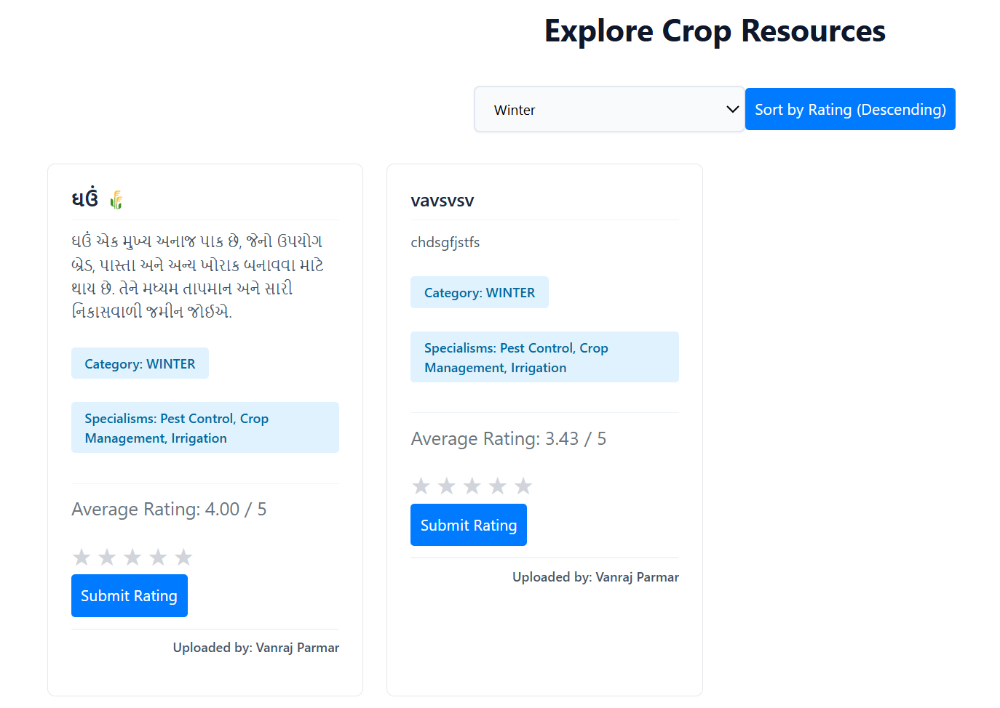 Explore Crop Resources
Winter
Sort by Rating (Descending)
ઘઉં
ઘઉં એક મુખ્ય અનાજ પાક છે, જેનો ઉપયોગ
બ્રેડ, પાસ્તા અને અન્ય ખોરાક બનાવવા માટે
થાય છે. તેને મધ્યમ તાપમાન અને સારી
નિકાસવાળી જમીન જોઈએ.
Category: WINTER
Specialisms: Pest Control, Crop
Management, Irrigation
Average Rating: 4.00 / 5
Submit Rating
Uploaded by: Vanraj Parmar
vavsvsv
chdsgfjstfs
Category: WINTER
Specialisms: Pest Control, Crop
Management, Irrigation
Average Rating: 3.43 / 5
Submit Rating
Uploaded by: Vanraj Parmar